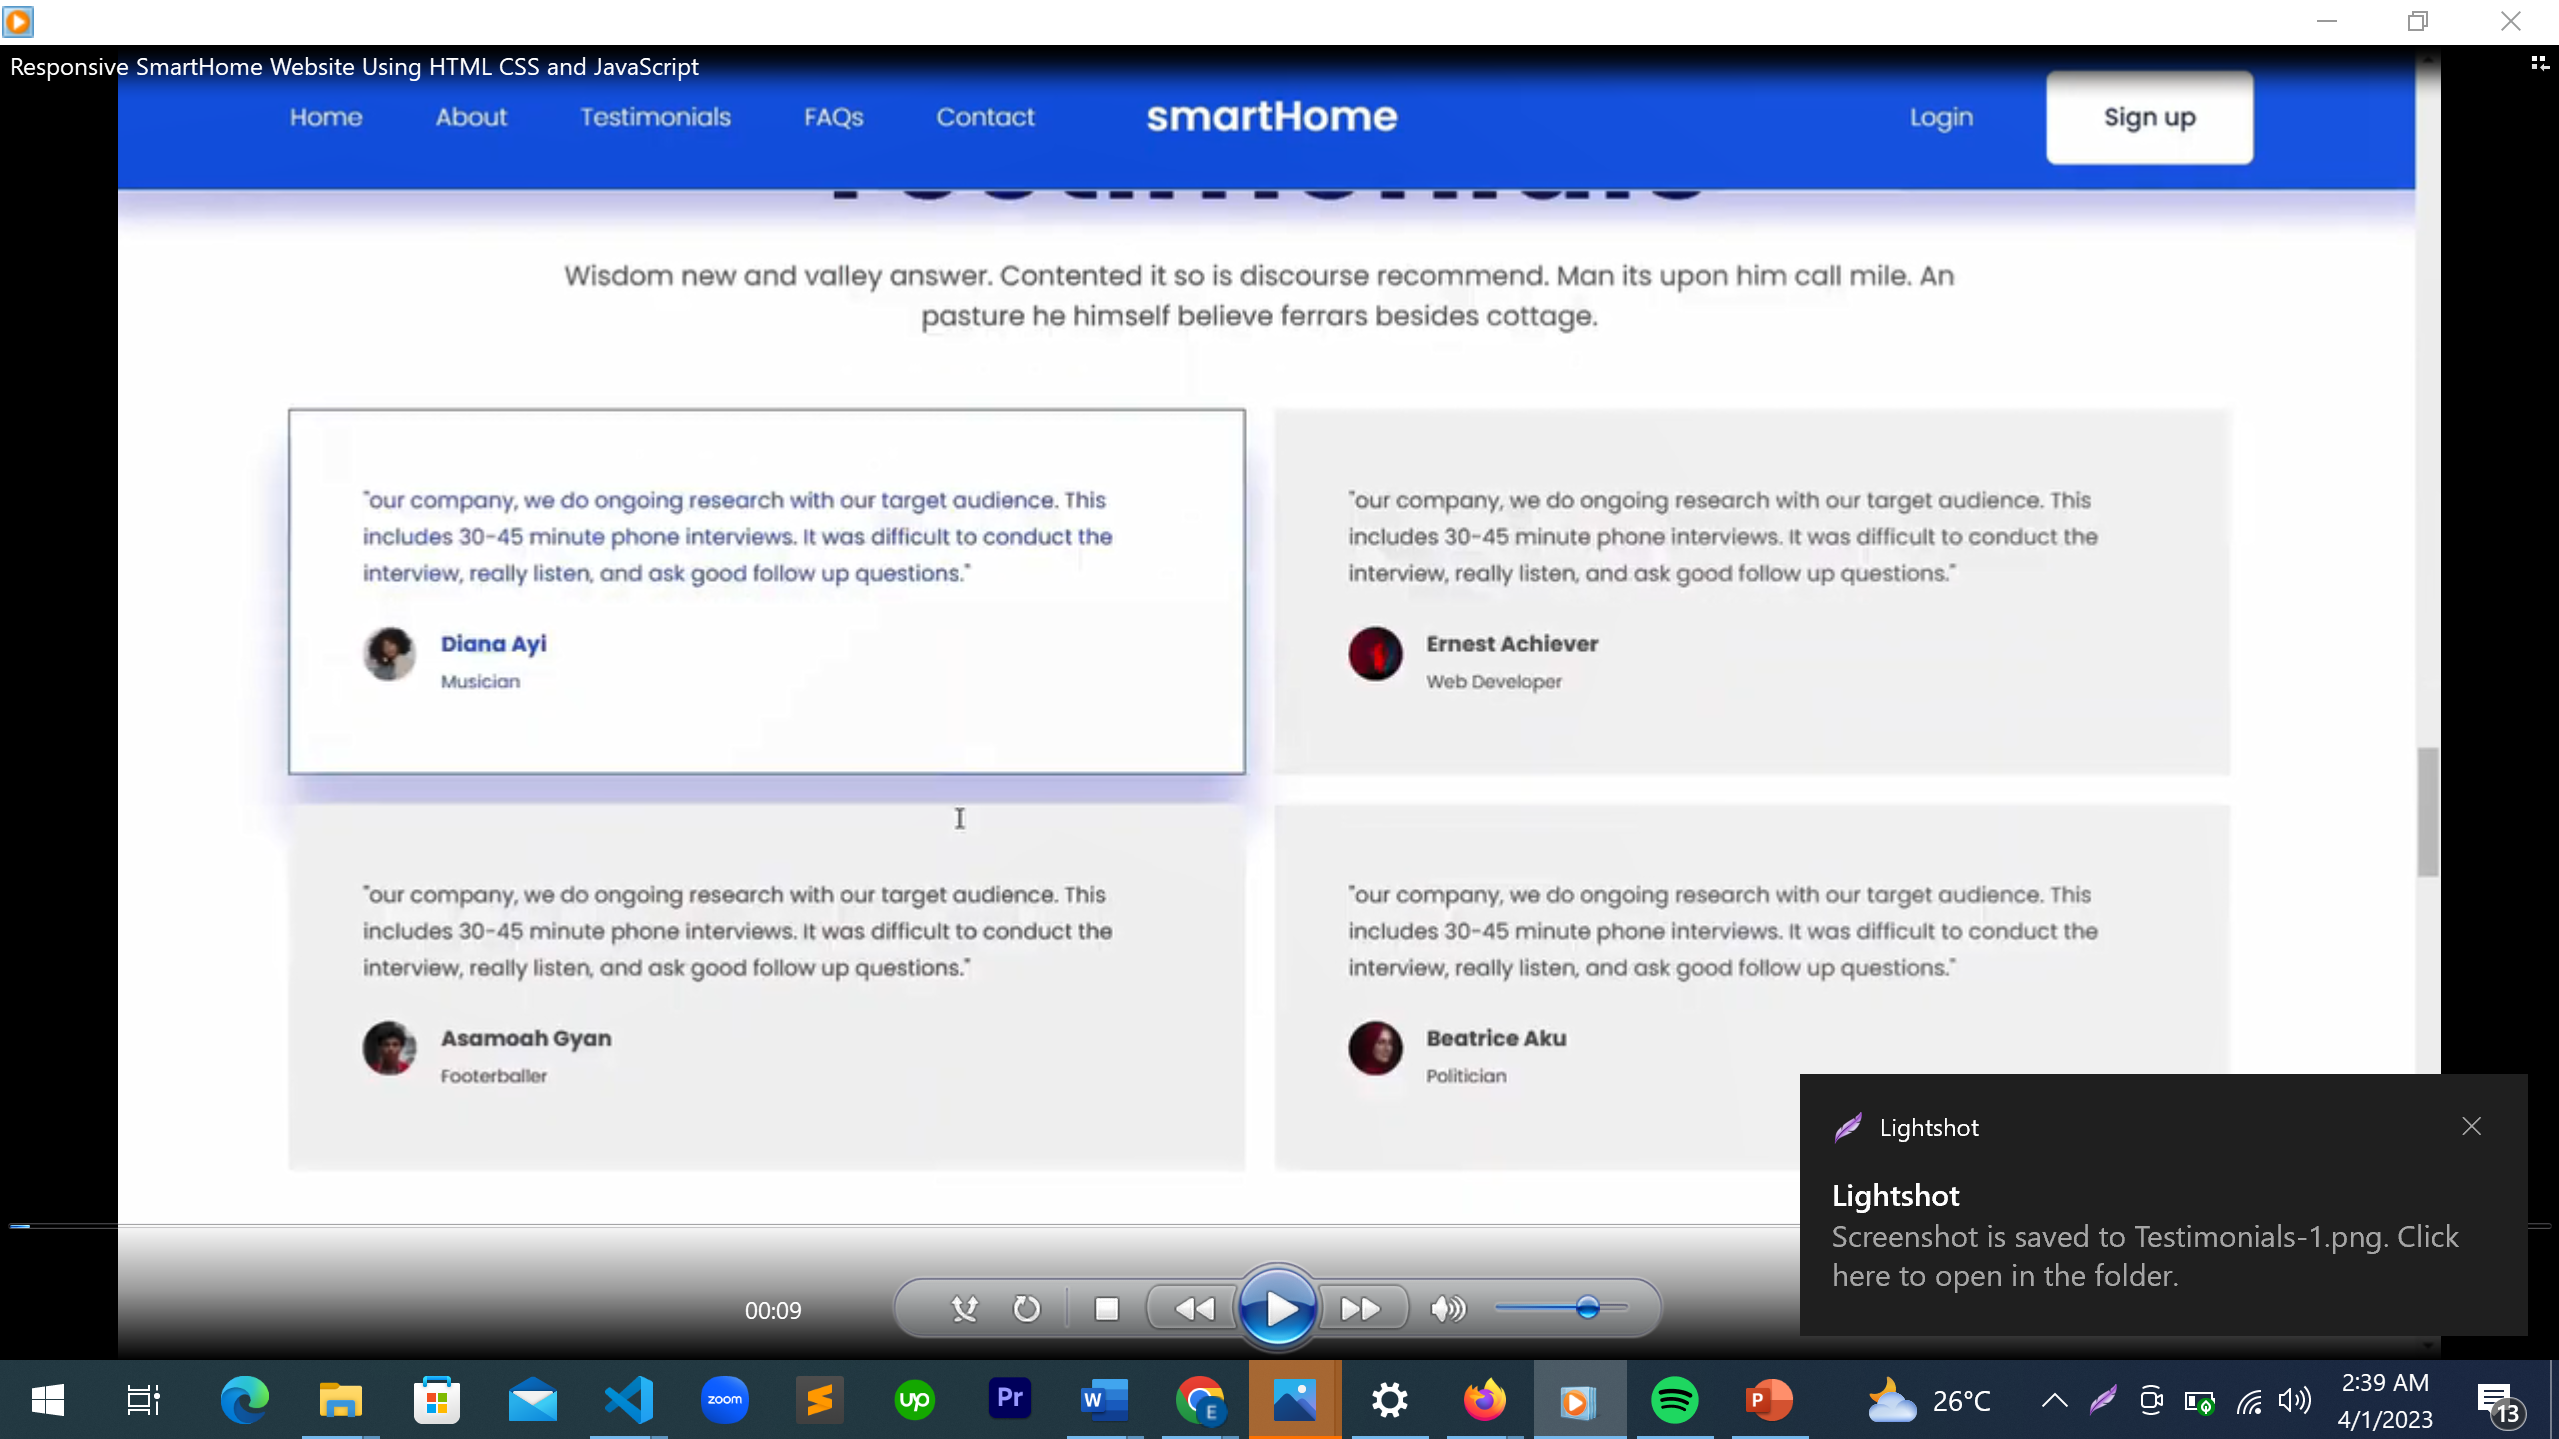 Responsive SmartHome Website Using HTML CSS and JavaScript
Home About Testimonials FAQs Contact smartHome Login Sign up
Testimonials
Wisdom new and valley answer. Contented it so is discourse recommend. Man its upon him call mile. An
pasture he himself believe ferrars besides cottage.
"our company, we do ongoing research with our target audience. This
includes 30-45 minute phone interviews. It was difficult to conduct the
interview, really listen, and ask good follow up questions."
Diana Ayi
Musician
"our company, we do ongoing research with our target audience. This
includes 30-45 minute phone interviews. It was difficult to conduct the
interview, really listen, and ask good follow up questions."
Ernest Achiever
Web Developer
"our company, we do ongoing research with our target audience. This
includes 30-45 minute phone interviews. It was difficult to conduct the
interview, really listen, and ask good follow up questions."
Asamoah Gyan
Footerballer
"our company, we do ongoing research with our target audience. This
includes 30-45 minute phone interviews. It was difficult to conduct the
interview, really listen, and ask good follow up questions."
Beatrice Aku
Politician
Lightshot
Lightshot
Screenshot is saved to Testimonials-1.png. Click
here to open in the folder.
00:09
zoom
up
Pr
W
E
P
26°C
2:39 AM
4/1/2023
13